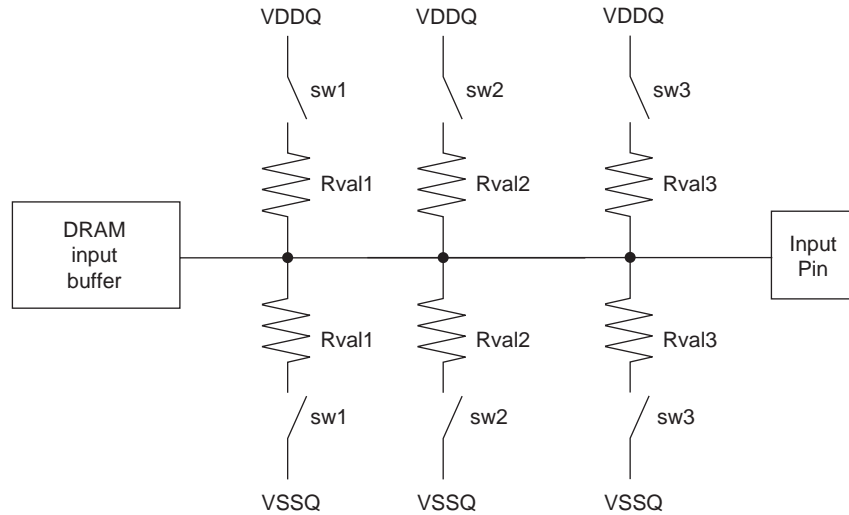 VDDQ VDDQ VDDQ
sw1 sw2 sw3
Rval1 Rval2 Rval3
DRAM
input
buffer
Input
Pin
Rval1 Rval2 Rval3
sw1 sw2 sw3
VSSQ VSSQ VSSQ